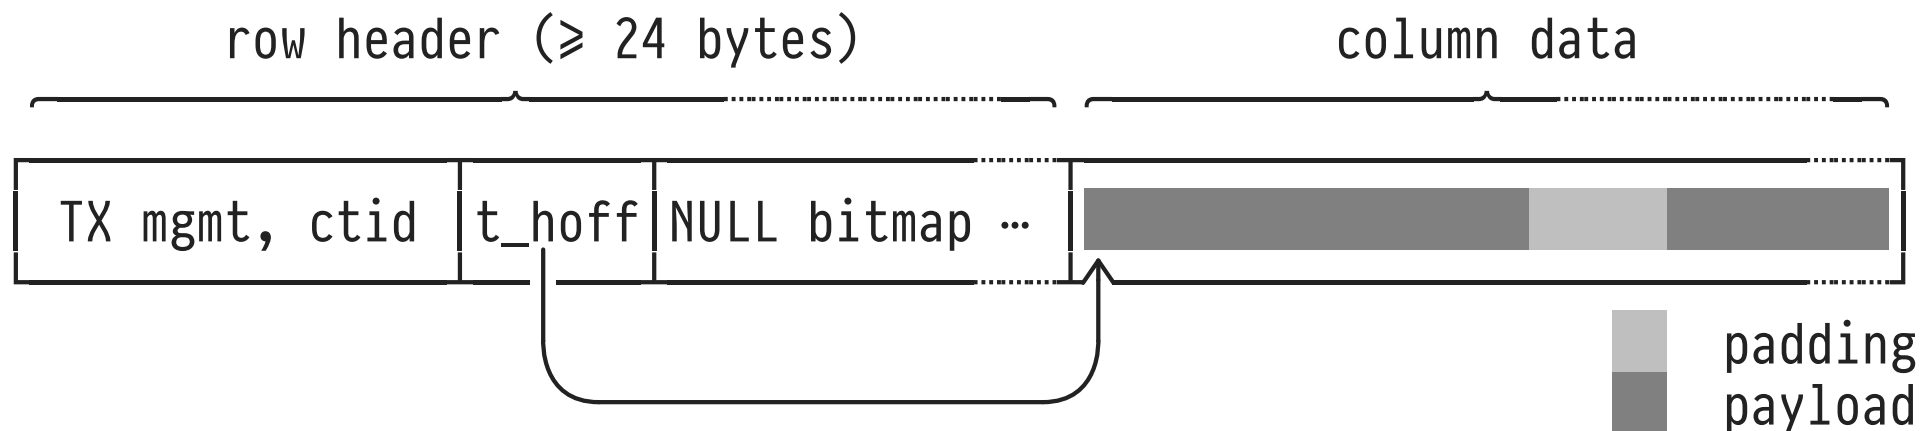 row header (⩾ 24 bytes) column data
TX mgmt, ctid t_hoff NULL bitmap ⋯
padding
payload